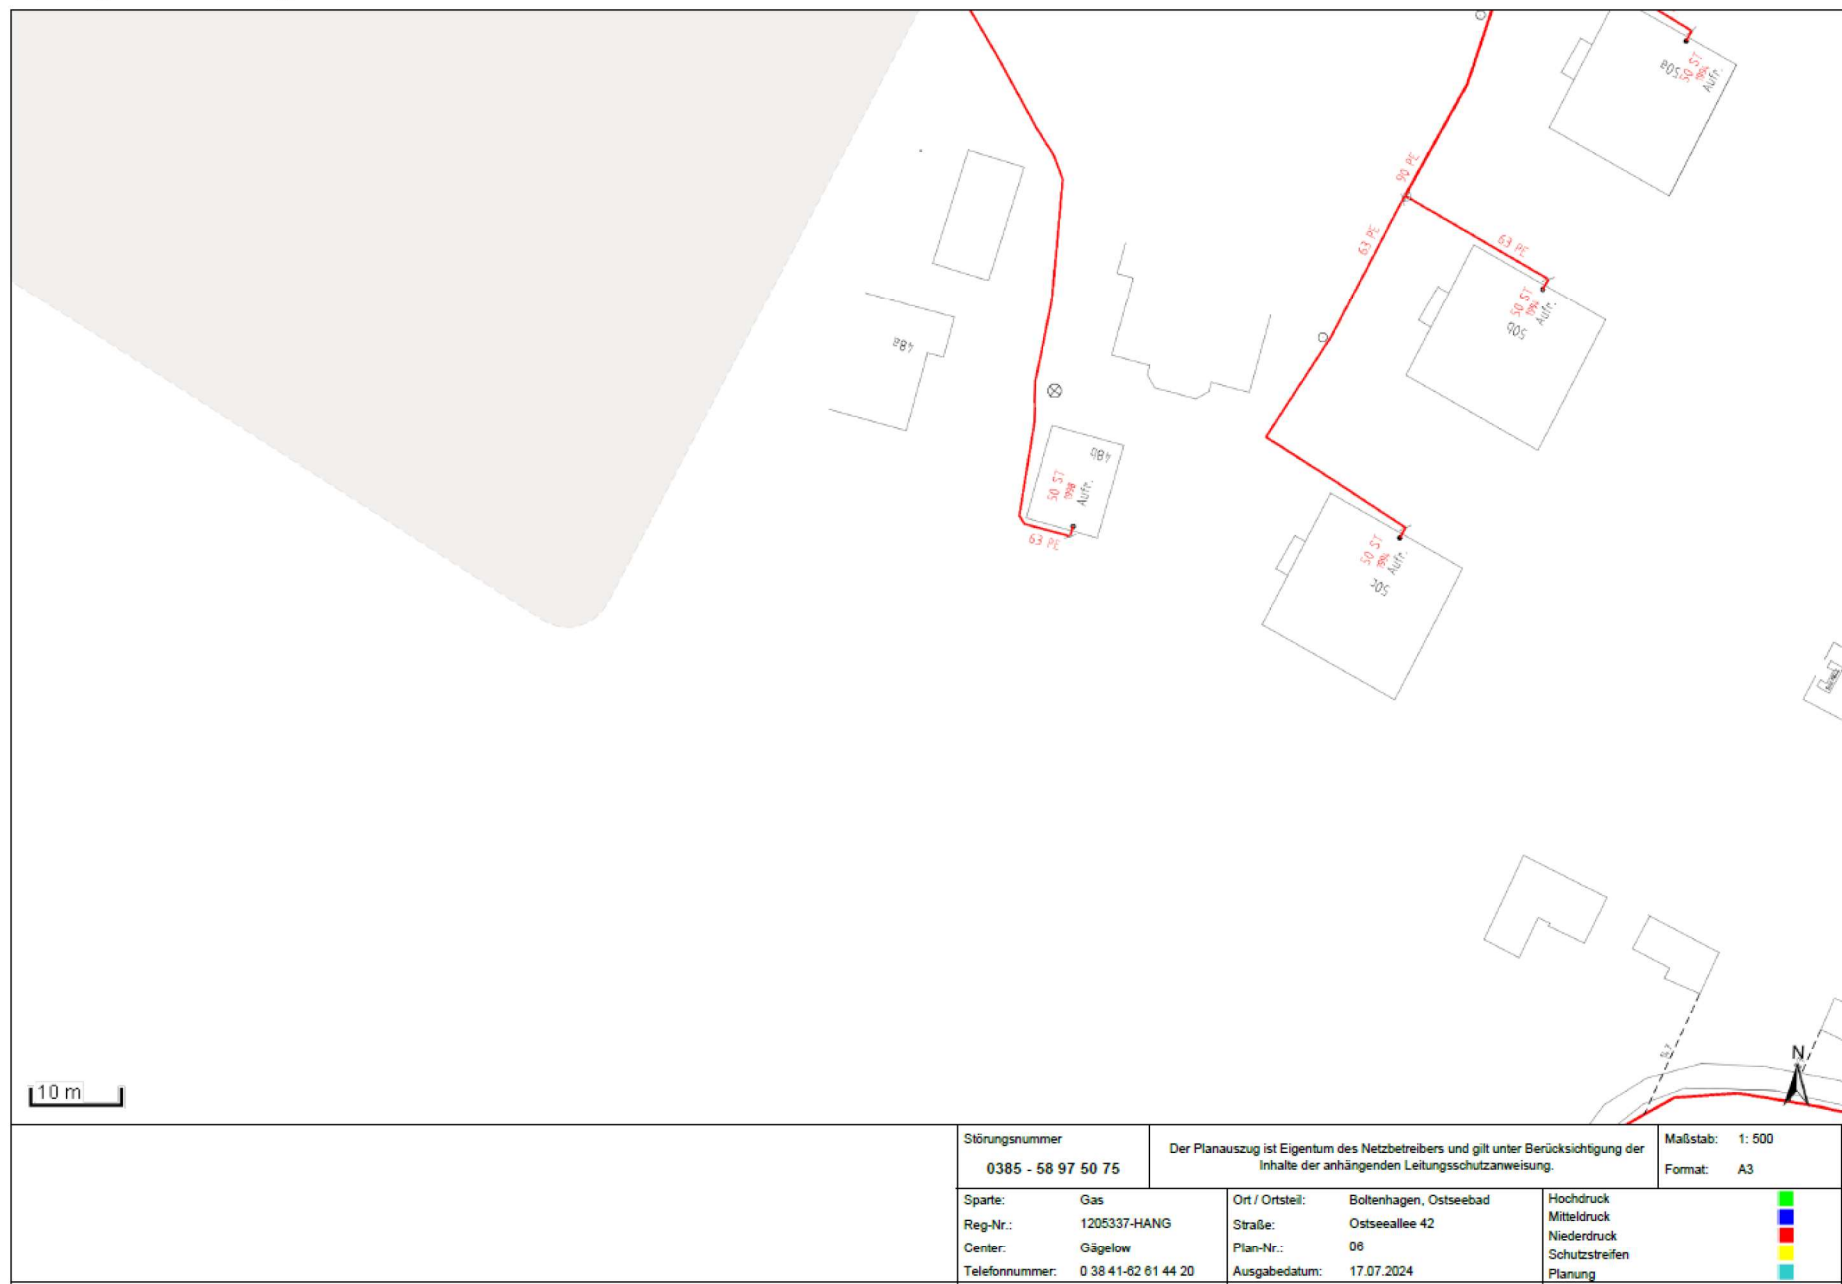 50a
50 ST
1994
Aufr.
90 PE
63 PE
63 PE
50 ST
1994
Aufr.
50b
48a
48b
50 ST
1998
Aufr.
63 PE
50 ST
1994
Aufr.
50c
N
10 m
Störungsnummer
0385 - 58 97 50 75
Der Planauszug ist Eigentum des Netzbetreibers und gilt unter Berücksichtigung der
Inhalte der anhängenden Leitungsschutzanweisung.
Maßstab: 1: 500
Format: A3
Sparte: Gas
Reg-Nr.: 1205337-HANG
Center: Gägelow
Telefonnummer: 0 38 41-62 61 44 20
Ort / Ortsteil: Boltenhagen, Ostseebad
Straße: Ostseeallee 42
Plan-Nr.: 06
Ausgabedatum: 17.07.2024
Hochdruck
Mitteldruck
Niederdruck
Schutzstreifen
Planung